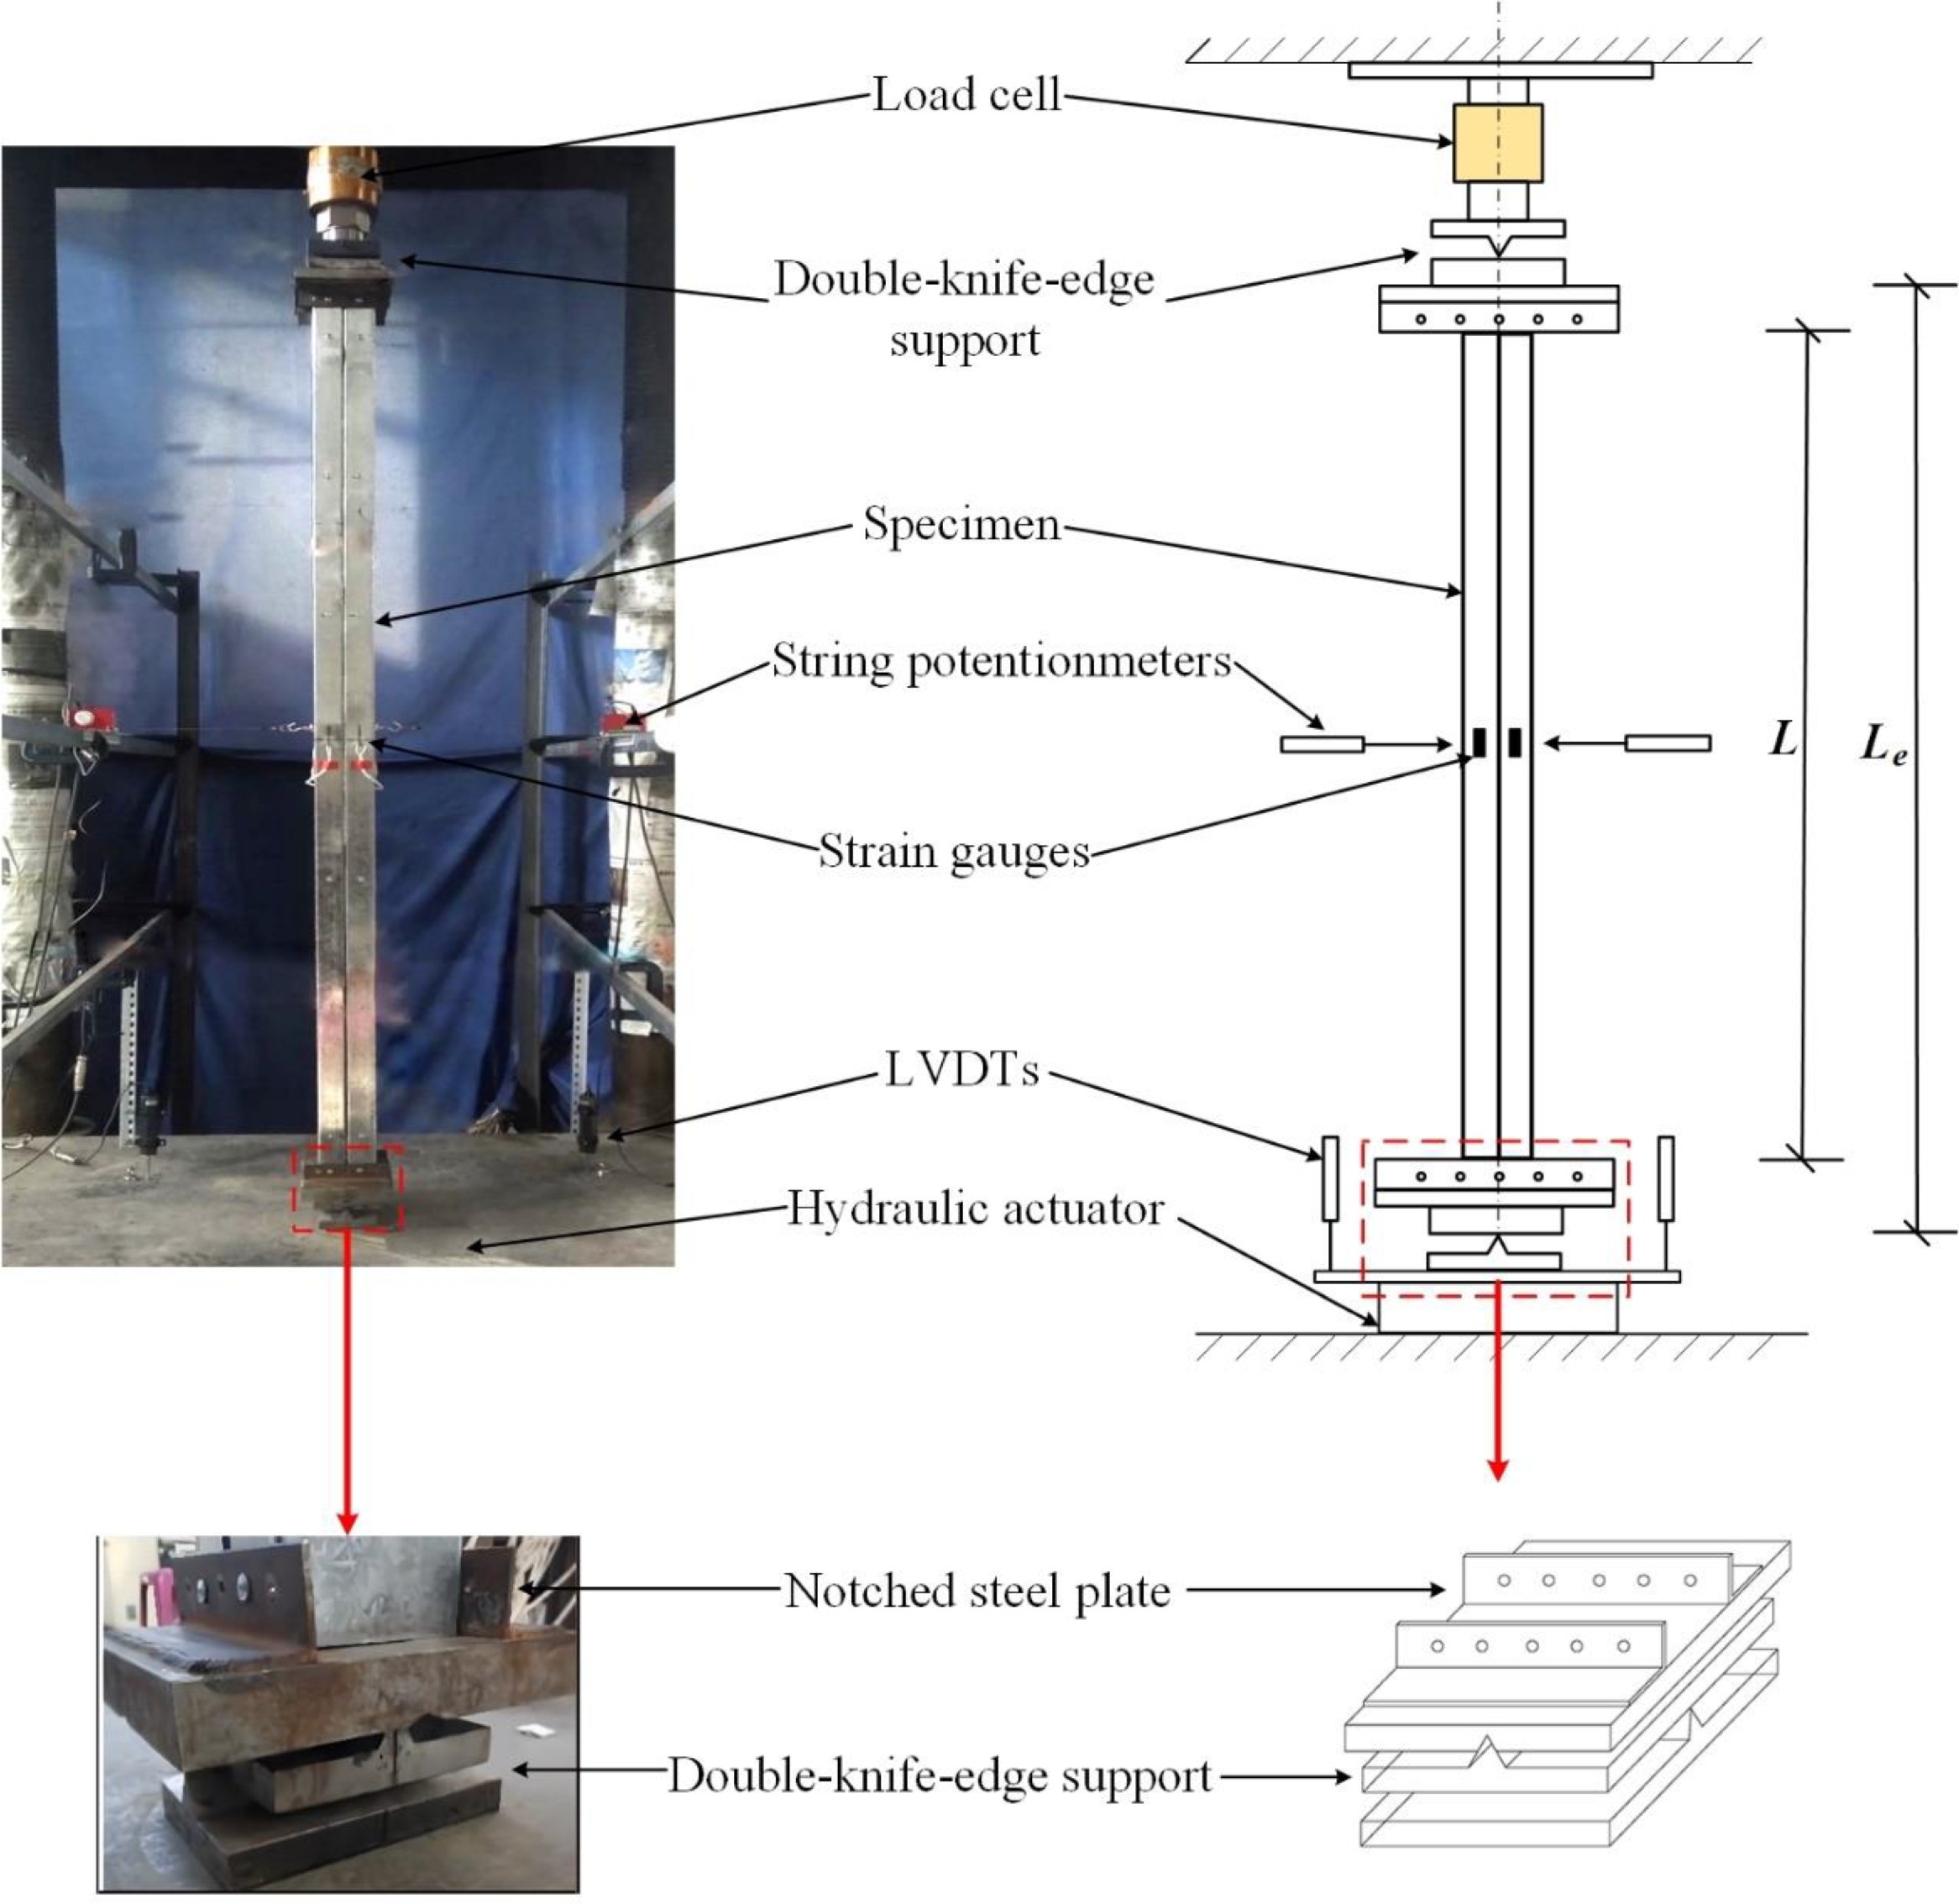 Load cell
Double-knife-edge
support
Specimen
String potentionmeters
L
Le
Strain gauges
LVDTs
Hydraulic actuator
Notched steel plate
Double-knife-edge support